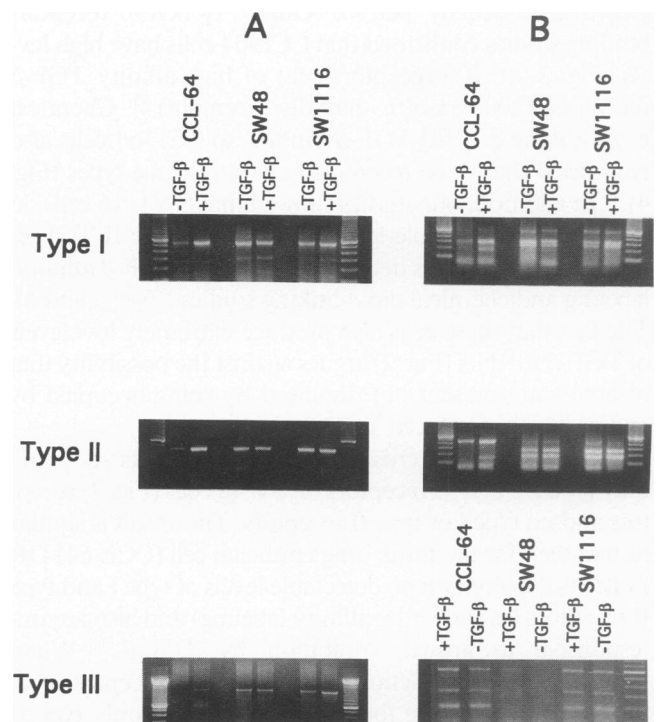 A
B
-TGF-β
CCL-64
+TGF-β
-TGF-β
SW48
+TGF-β
-TGF-β
SW1116
+TGF-β
-TGF-β
CCL-64
+TGF-β
-TGF-β
SW48
+TGF-β
-TGF-β
SW1116
+TGF-β
Type I
Type II
+TGF-β
CCL-64
-TGF-β
+TGF-β
SW48
-TGF-β
+TGF-β
SW1116
-TGF-β
Type III